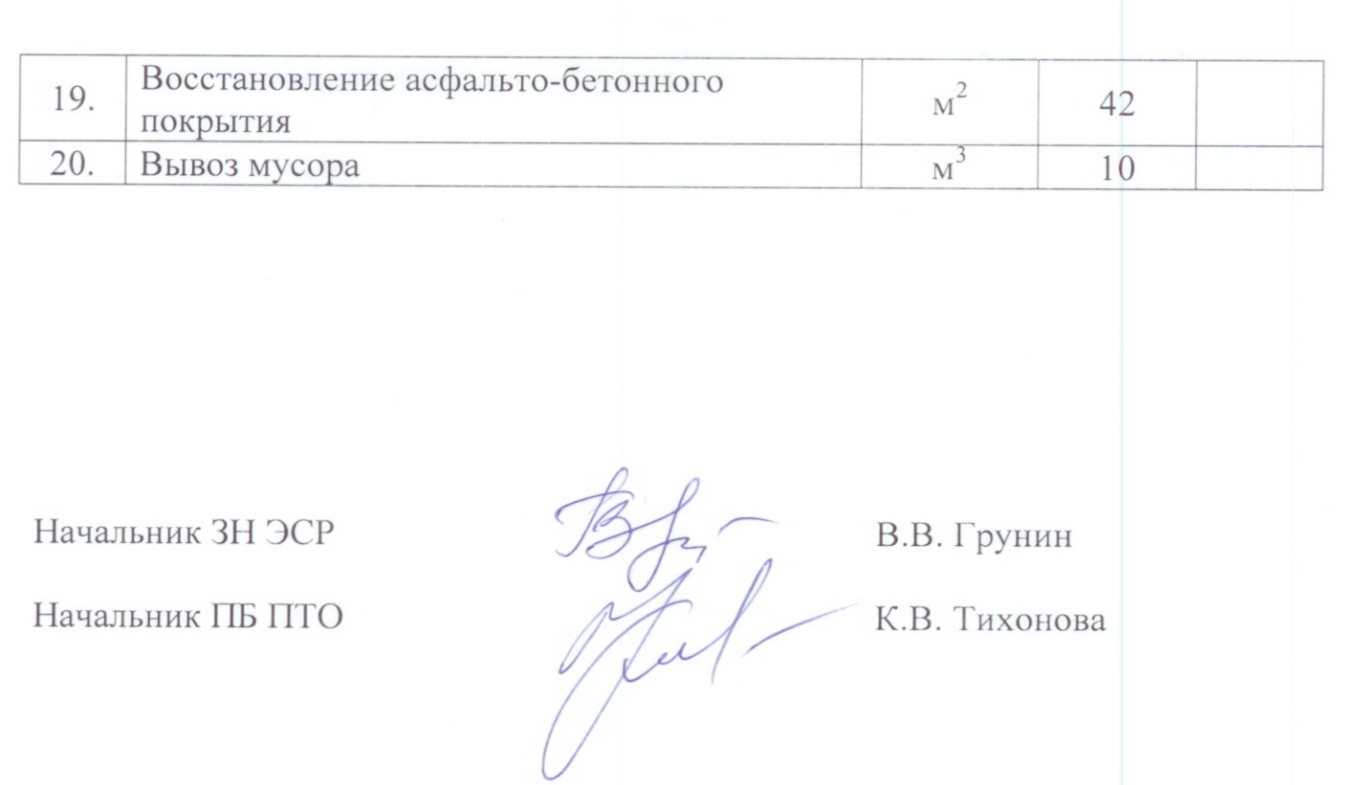 19. Восстановление асфальто-бетонного
покрытия м² 42
20. Вывоз мусора м³ 10
Начальник ЗН ЭСР В.В. Грунин
Начальник ПБ ПТО К.В. Тихонова